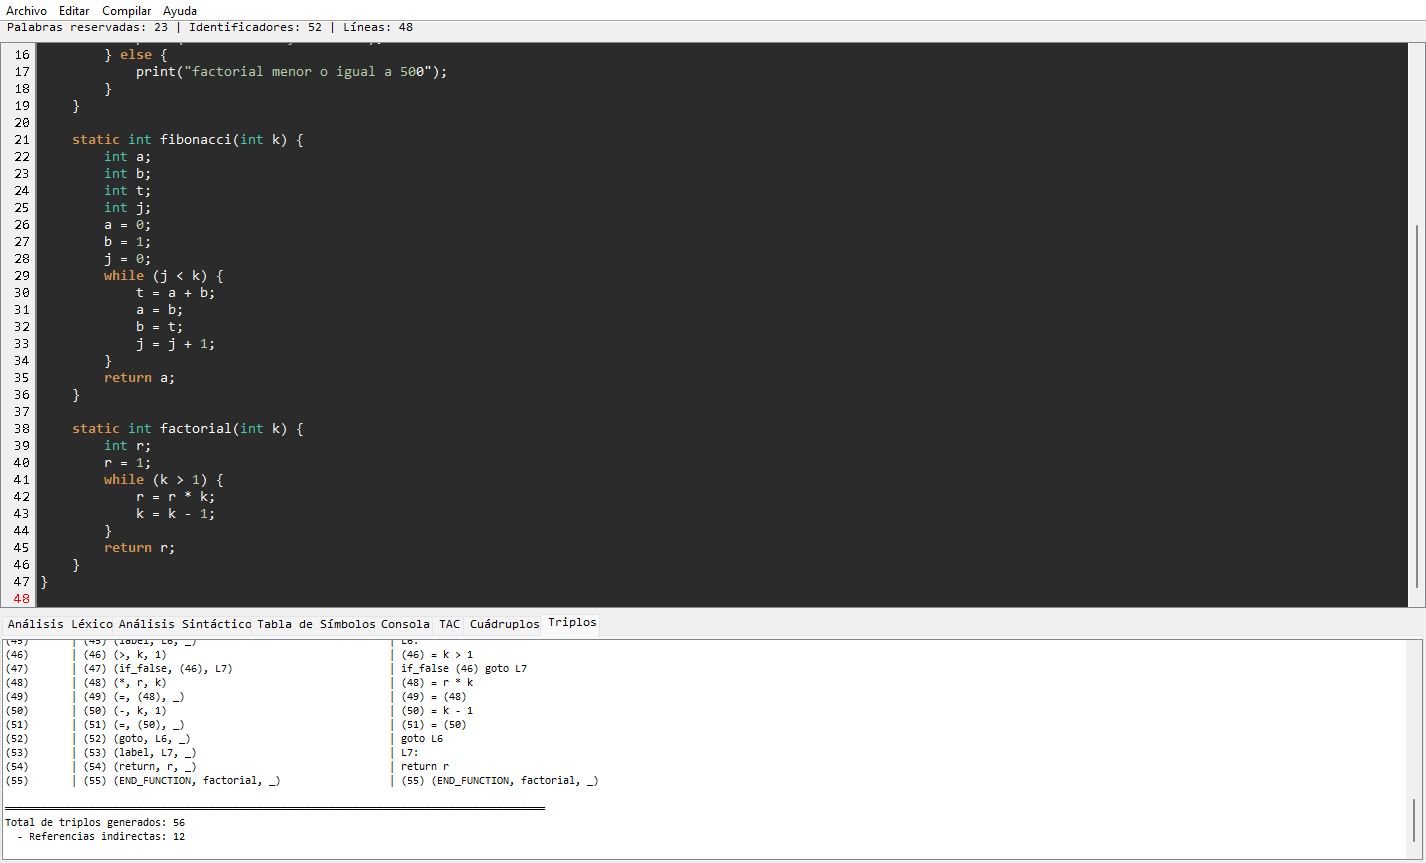 Archivo Editar Compilar Ayuda
Palabras reservadas: 23 | Identificadores: 52 | Líneas: 48
16 } else {
17 print("factorial menor o igual a 500");
18 }
19 }
20
21 static int fibonacci(int k) {
22 int a;
23 int b;
24 int t;
25 int j;
26 a = 0;
27 b = 1;
28 j = 0;
29 while (j < k) {
30 t = a + b;
31 a = b;
32 b = t;
33 j = j + 1;
34 }
35 return a;
36 }
37
38 static int factorial(int k) {
39 int r;
40 r = 1;
41 while (k > 1) {
42 r = r * k;
43 k = k - 1;
44 }
45 return r;
46 }
47 }
48
Análisis Léxico Análisis Sintáctico Tabla de Símbolos Consola TAC Cuádruplos Triplos
(45) | (45) (label, L6, _) | L6:
(46) | (46) (>, k, 1) | (46) = k > 1
(47) | (47) (if_false, (46), L7) | if_false (46) goto L7
(48) | (48) (*, r, k) | (48) = r * k
(49) | (49) (=, (48), _) | (49) = (48)
(50) | (50) (-, k, 1) | (50) = k - 1
(51) | (51) (=, (50), _) | (51) = (50)
(52) | (52) (goto, L6, _) | goto L6
(53) | (53) (label, L7, _) | L7:
(54) | (54) (return, r, _) | return r
(55) | (55) (END_FUNCTION, factorial, _) | (55) (END_FUNCTION, factorial, _)
Total de triplos generados: 56
- Referencias indirectas: 12